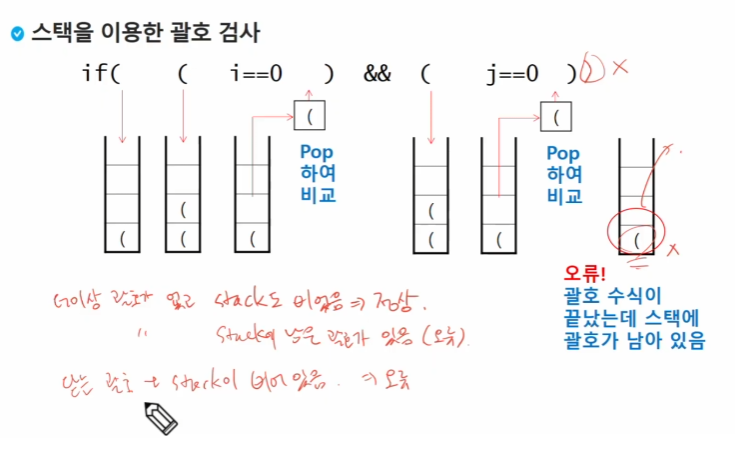 스택을 이용한 괄호 검사
if( ( i==0 ) && ( j==0 ) ) ×
( (
Pop 하여 비교
Pop 하여 비교
( ( (
( ( ( ( ( (
×
오류!
괄호 수식이
끝났는데 스택에
괄호가 남아 있음
더이상 괄호가 없고 stack도 비었음 ⇒ 정상.
" stack에 남은 괄호가 있음 (오류).
닫는 괄호 + stack이 비어있음. ⇒ 오류